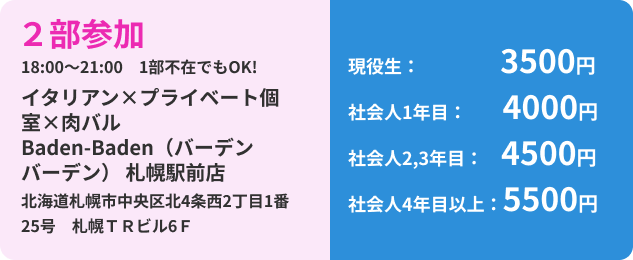 ２部参加
18:00〜21:00　1部不在でもOK!
イタリアン×プライベート個
室×肉バル
Baden-Baden（バーデン
バーデン） 札幌駅前店
北海道札幌市中央区北4条西2丁目1番
25号　札幌ＴＲビル6Ｆ
現役生： 3500円
社会人1年目： 4000円
社会人2,3年目： 4500円
社会人4年目以上：5500円